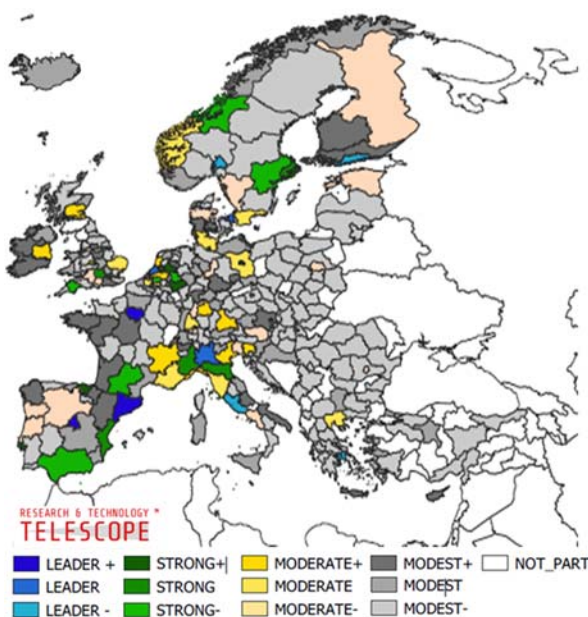 RESEARCH & TECHNOLOGY *
TELESCOPE
LEADER + STRONG+| MODERATE+ MODEST+ NOT_PART
LEADER STRONG MODERATE MODEST
LEADER - STRONG- MODERATE- MODEST-